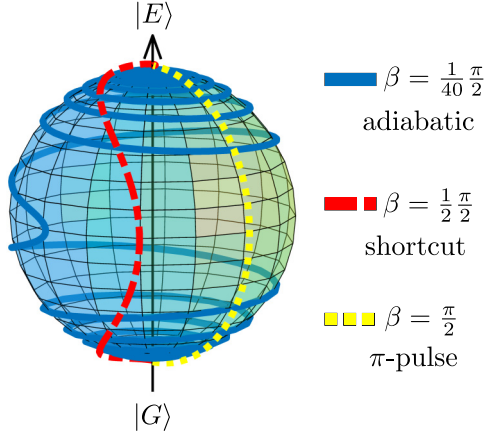 |E⟩
β = 1/40 π/2
adiabatic
β = 1/2 π/2
shortcut
β = π/2
π-pulse
|G⟩